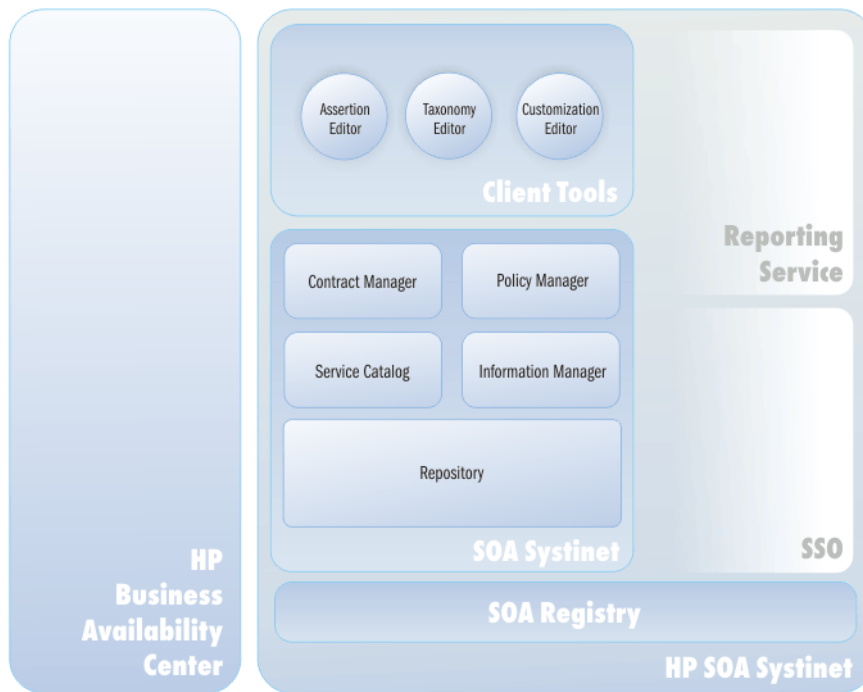 Assertion
Editor
Taxonomy
Editor
Customization
Editor
Client Tools
Reporting
Service
Contract Manager
Policy Manager
Service Catalog
Information Manager
Repository
SOA Systinet
SSO
SOA Registry
HP SOA Systinet
HP
Business
Availability
Center